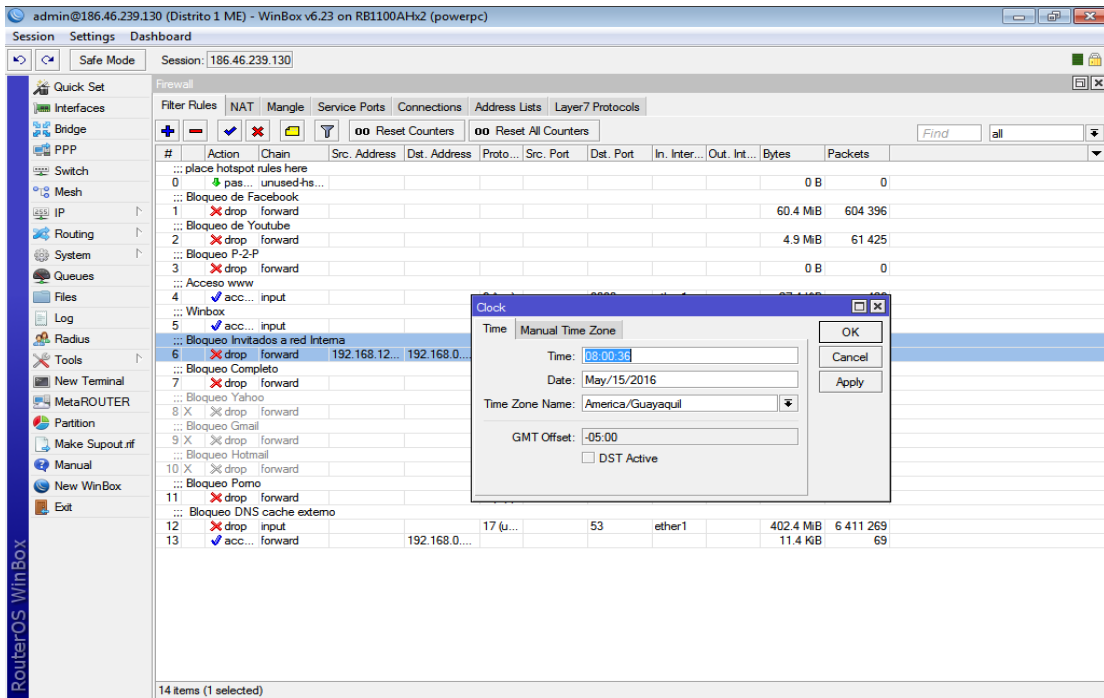 admin@186.46.239.130 (Distrito 1 ME) - WinBox v6.23 on RB1100AHx2 (powerpc)
Session Settings Dashboard
Safe Mode Session: 186.46.239.130
Quick Set
Interfaces
Bridge
PPP
Switch
Mesh
IP
Routing
System
Queues
Files
Log
Radius
Tools
New Terminal
MetaROUTER
Partition
Make Supout.rif
Manual
New WinBox
Exit
RouterOS WinBox
Firewall
Filter Rules NAT Mangle Service Ports Connections Address Lists Layer7 Protocols
00 Reset Counters 00 Reset All Counters Find all
# Action Chain Src. Address Dst. Address Proto... Src. Port Dst. Port In. Inter... Out. Int... Bytes Packets
::: place hotspot rules here
0 pas... unused-hs... 0 B 0
::: Bloqueo de Facebook
1 drop forward 60.4 MiB 604 396
::: Bloqueo de Youtube
2 drop forward 4.9 MiB 61 425
::: Bloqueo P-2-P
3 drop forward 0 B 0
::: Acceso www
4 acc... input
::: Winbox
5 acc... input
::: Bloqueo Invitados a red Interna
6 drop forward 192.168.12... 192.168.0....
::: Bloqueo Completo
7 drop forward
::: Bloqueo Yahoo
8 X drop forward
::: Bloqueo Gmail
9 X drop forward
::: Bloqueo Hotmail
10 X drop forward
::: Bloqueo Porno
11 drop forward
::: Bloqueo DNS cache externo
12 drop input 17 (u... 53 ether1 402.4 MiB 6 411 269
13 acc... forward 192.168.0.... 11.4 KiB 69
Clock
Time Manual Time Zone
Time: 08:00:36
Date: May/15/2016
Time Zone Name: America/Guayaquil
GMT Offset: -05:00
DST Active
OK
Cancel
Apply
14 items (1 selected)